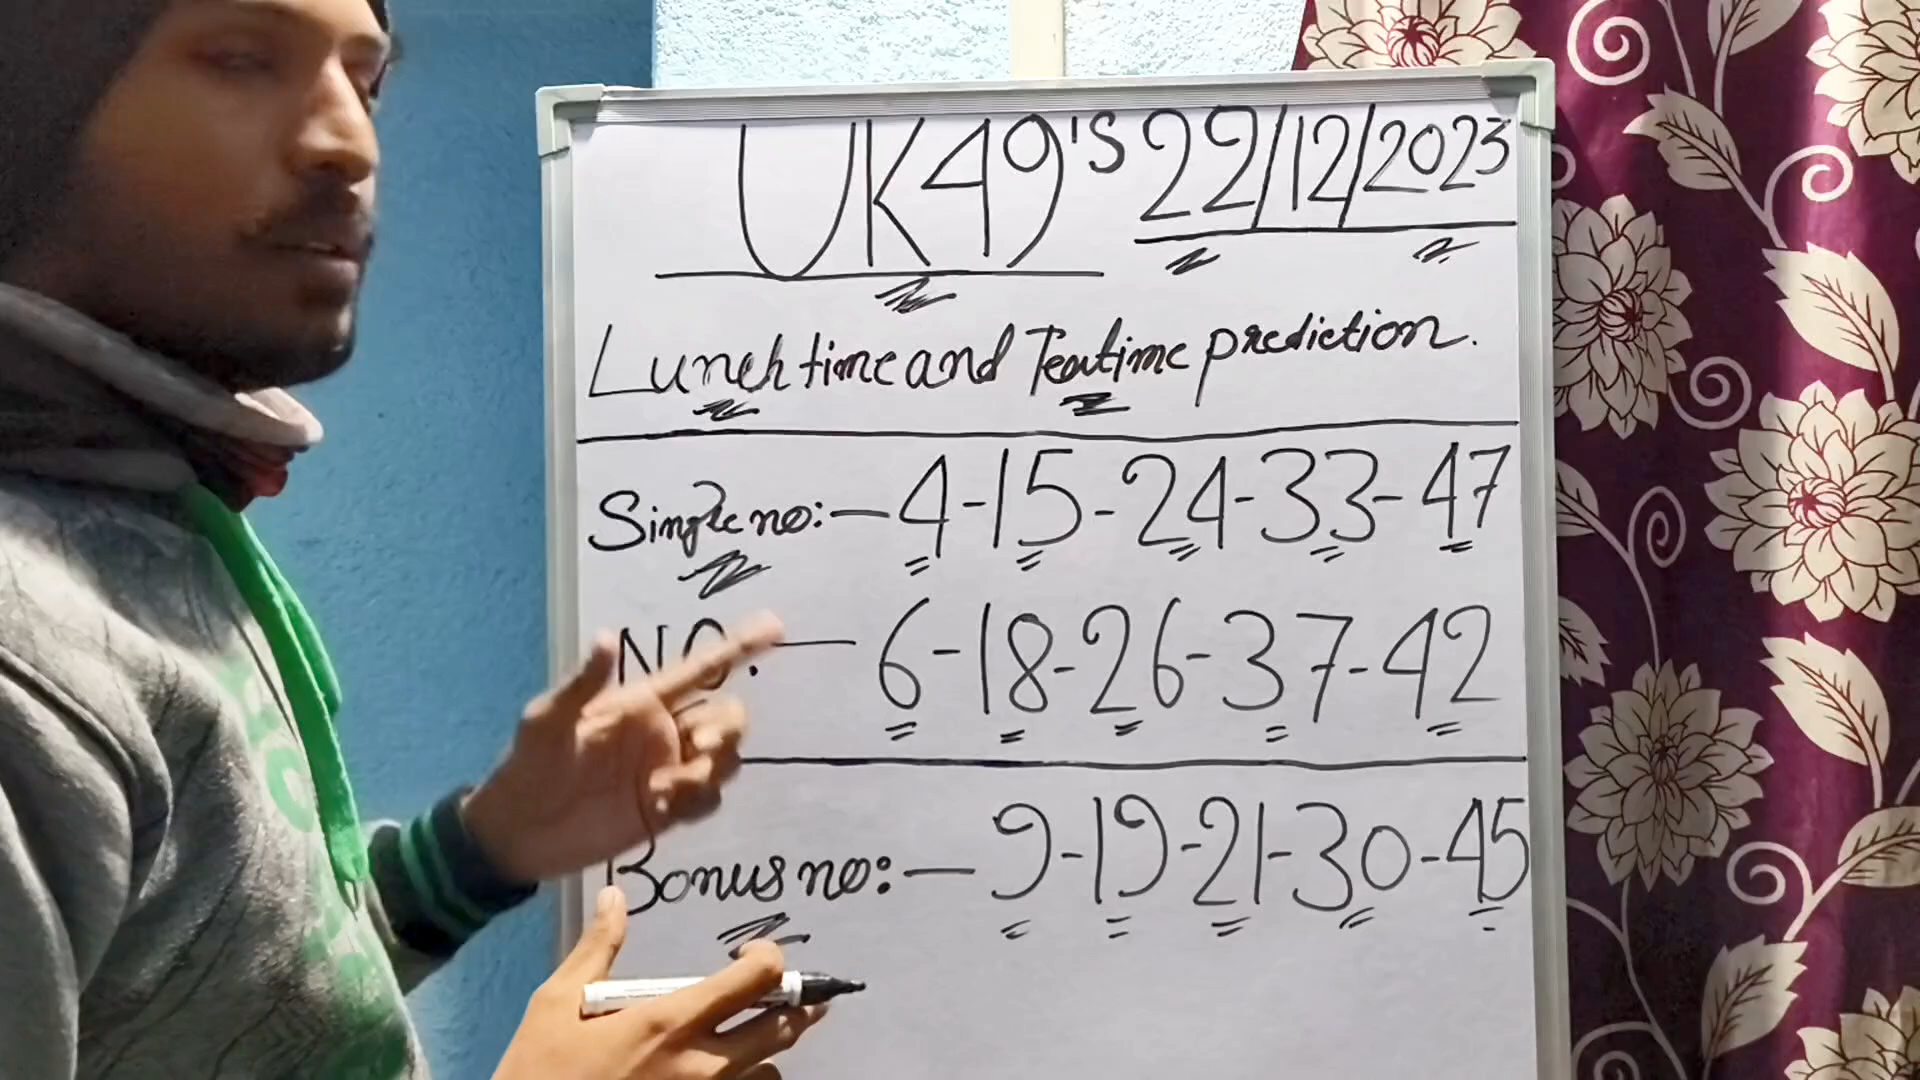 UK49'S 22/12/2023
Lunch time and Teatime prediction.
Single no:- 4-15-24-33-47
NO:- 6-18-26-37-42
Bonus no:- 9-19-21-30-45